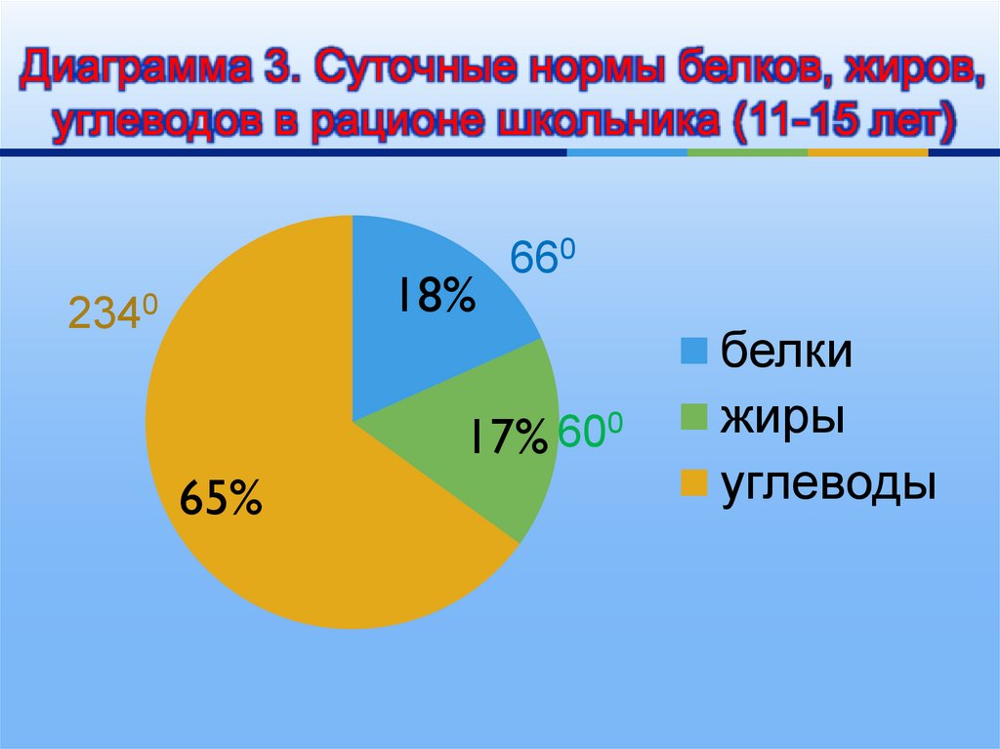 Диаграмма 3. Суточные нормы белков, жиров,
углеводов в рационе школьника (11-15 лет)
66⁰
18%
234⁰
белки
17% 60⁰
жиры
65%
углеводы